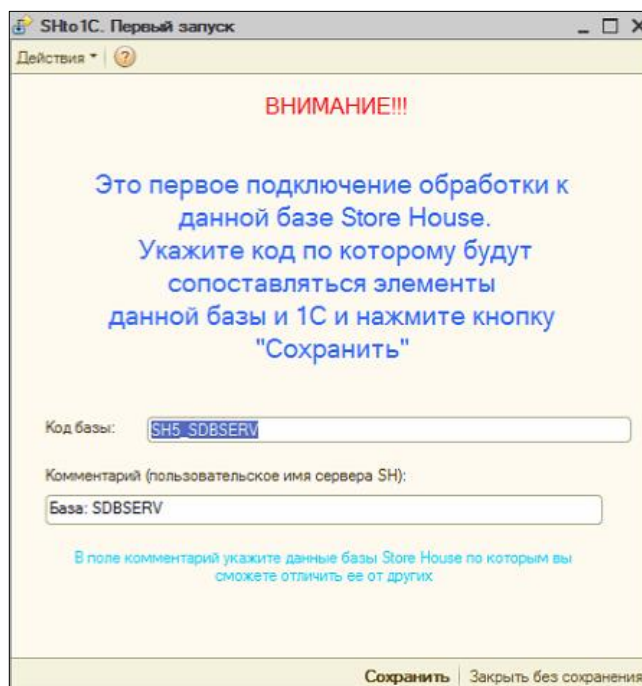 SHto1C. Первый запуск
Действия
ВНИМАНИЕ!!!
Это первое подключение обработки к
данной базе Store House.
Укажите код по которому будут
сопоставляться элементы
данной базы и 1С и нажмите кнопку
"Сохранить"
Код базы: SH5_SDBSERV
Комментарий (пользовательское имя сервера SH):
База: SDBSERV
В поле комментарий укажите данные базы Store House по которым вы
сможете отличить ее от других
Сохранить Закрыть без сохранения